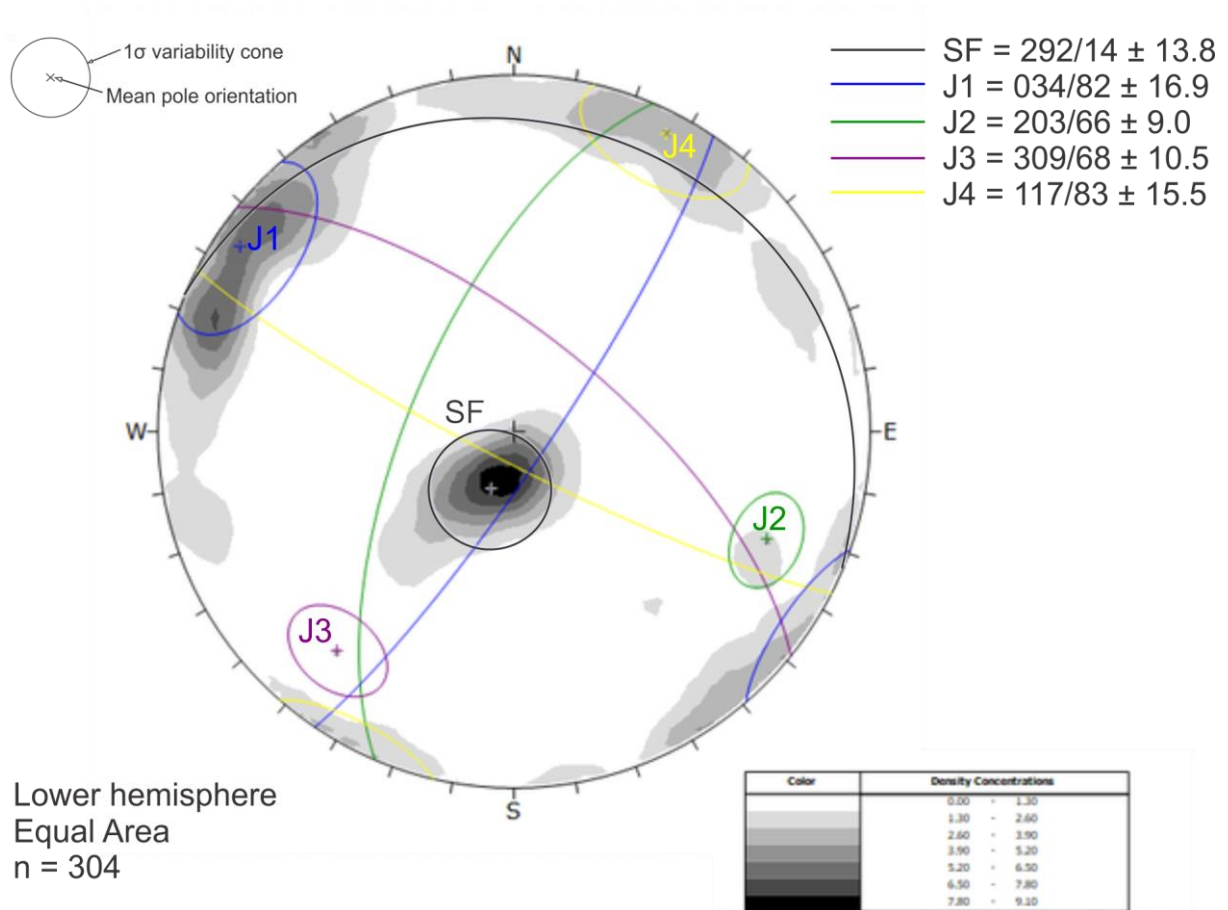 1σ variability cone
Mean pole orientation
SF = 292/14 ± 13.8
J1 = 034/82 ± 16.9
J2 = 203/66 ± 9.0
J3 = 309/68 ± 10.5
J4 = 117/83 ± 15.5
N
J4
J1
SF
W
E
J2
J3
S
Lower hemisphere
Equal Area
n = 304
Color Density Concentrations
0.00 - 1.30
1.30 - 2.60
2.60 - 3.90
3.90 - 5.20
5.20 - 6.50
6.50 - 7.80
7.80 - 9.10